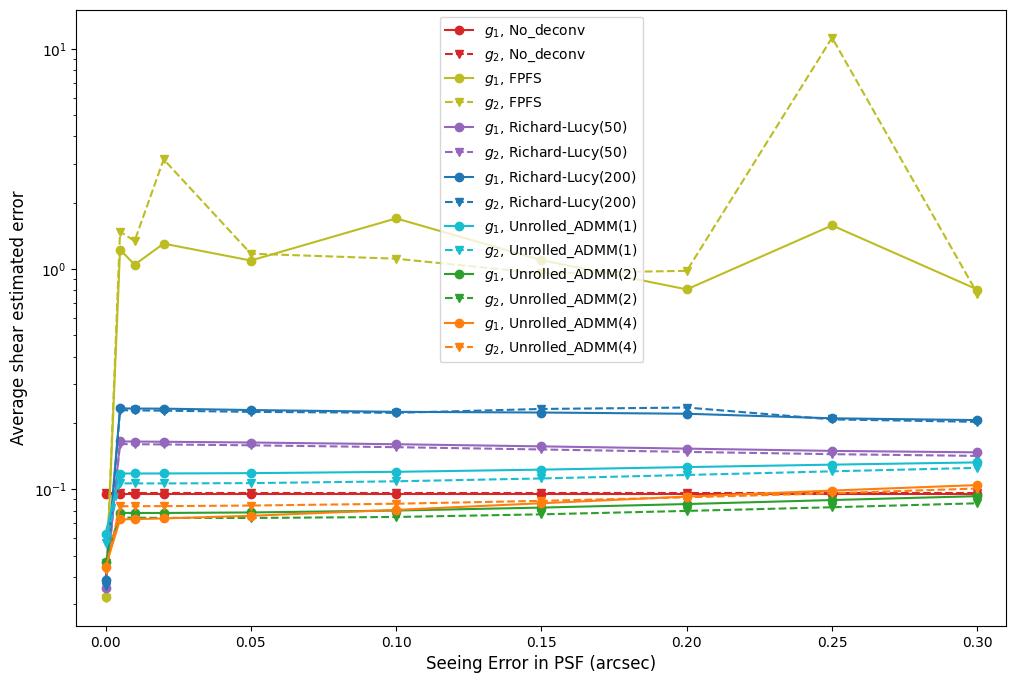 g₁, No_deconv
g₂, No_deconv
g₁, FPFS
g₂, FPFS
g₁, Richard-Lucy(50)
g₂, Richard-Lucy(50)
g₁, Richard-Lucy(200)
g₂, Richard-Lucy(200)
g₁, Unrolled_ADMM(1)
g₂, Unrolled_ADMM(1)
g₁, Unrolled_ADMM(2)
g₂, Unrolled_ADMM(2)
g₁, Unrolled_ADMM(4)
g₂, Unrolled_ADMM(4)
Average shear estimated error
10¹
10⁰
10⁻¹
0.00 0.05 0.10 0.15 0.20 0.25 0.30
Seeing Error in PSF (arcsec)